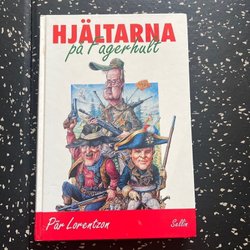 HJÄLTARNA
på Fagerhult
Pär Lorentzon
Sellin